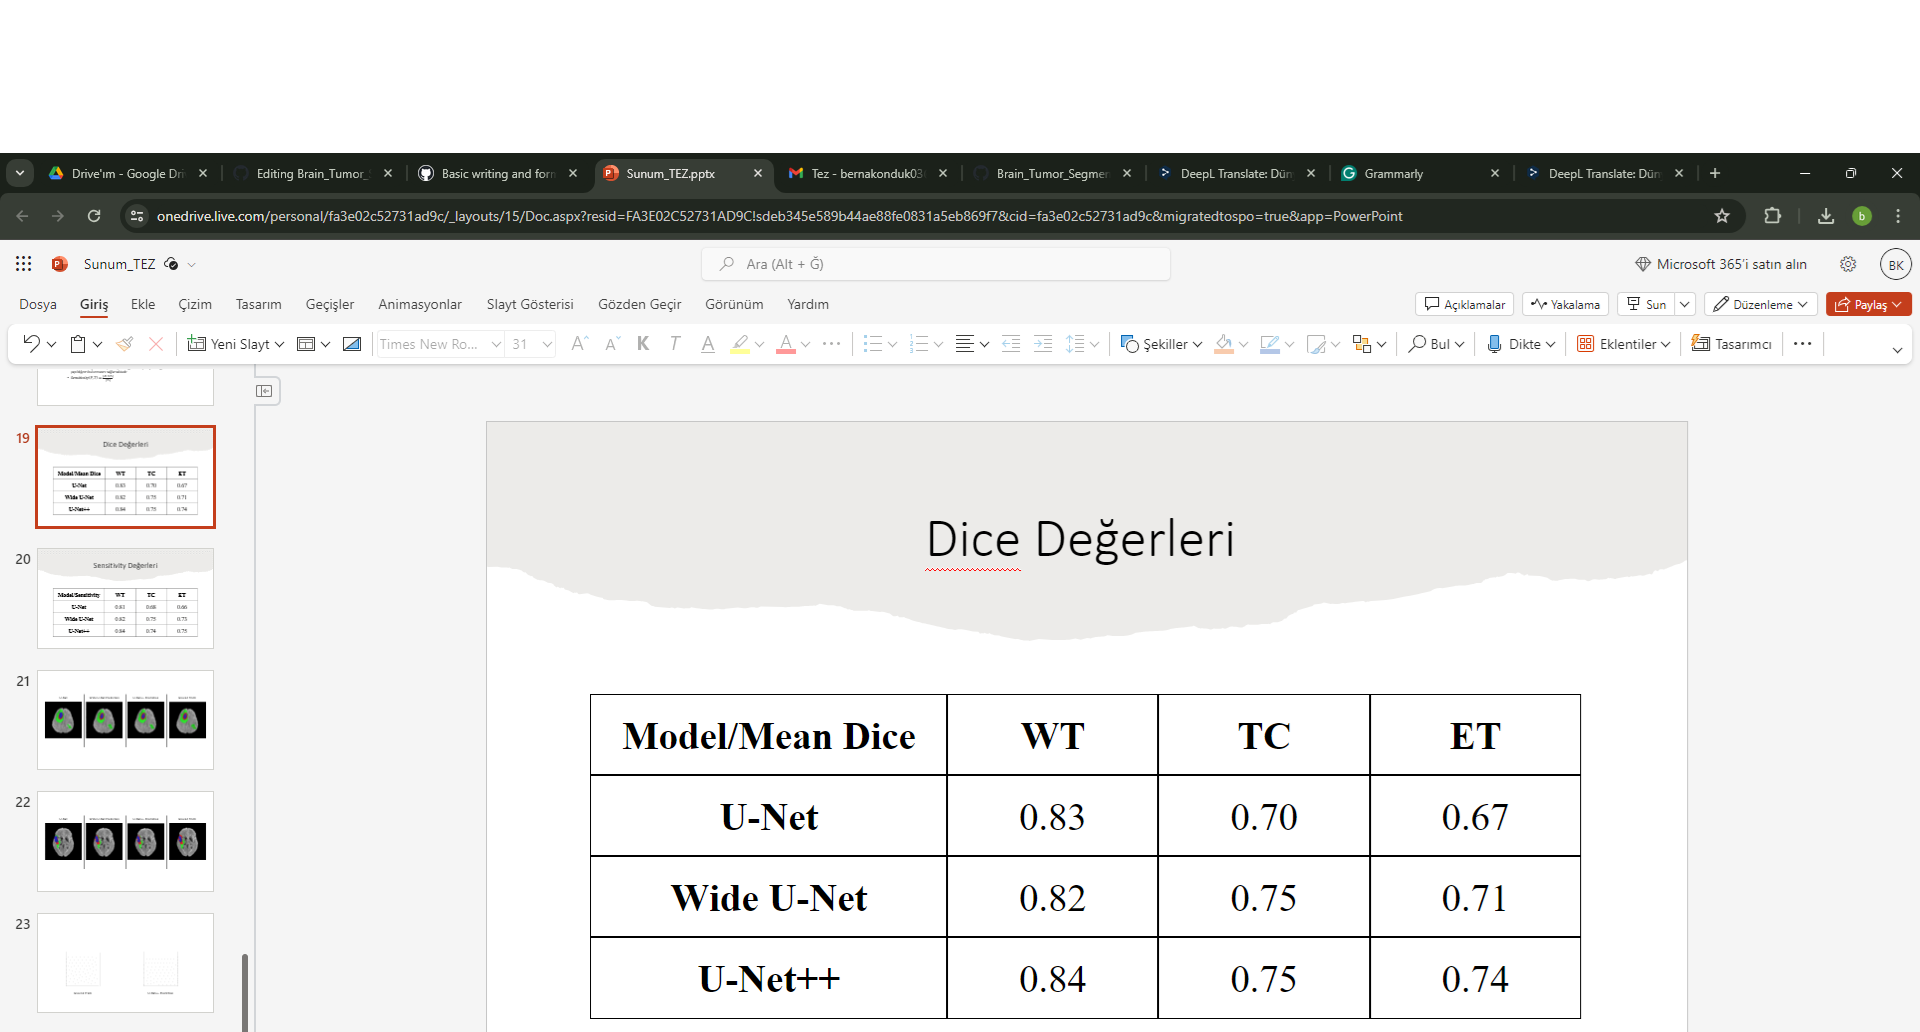 Drive'ım - Google Dri
Editing Brain_Tumor_
Basic writing and form
Sunum_TEZ.pptx
Tez - bernakonduk03
Brain_Tumor_Segmen
DeepL Translate: Dün
Grammarly
DeepL Translate: Dün
onedrive.live.com/personal/fa3e02c52731ad9c/_layouts/15/Doc.aspx?resid=FA3E02C52731AD9C!sdeb345e589b44ae88fe0831a5eb869f7&cid=fa3e02c52731ad9c&migratedtospo=true&app=PowerPoint
b
Sunum_TEZ
Ara (Alt + Ğ)
Microsoft 365'i satın alın
BK
Dosya Giriş Ekle Çizim Tasarım Geçişler Animasyonlar Slayt Gösterisi Gözden Geçir Görünüm Yardım
Açıklamalar Yakalama Sun Düzenleme Paylaş
Yeni Slayt Times New Ro... 31 K T A Şekiller Bul Dikte Eklentiler Tasarımcı
19
Dice Değerleri
Model/Mean Dice WT TC ET
U-Net 0.83 0.70 0.67
Wide U-Net 0.82 0.75 0.71
U-Net++ 0.84 0.75 0.74
20
Sensitivity Değerleri
Model/Sensitivity WT TC ET
U-Net 0.81 0.68 0.66
Wide U-Net 0.82 0.75 0.73
U-Net++ 0.84 0.74 0.75
21
22
23
Dice Değerleri
Model/Mean Dice WT TC ET
U-Net 0.83 0.70 0.67
Wide U-Net 0.82 0.75 0.71
U-Net++ 0.84 0.75 0.74